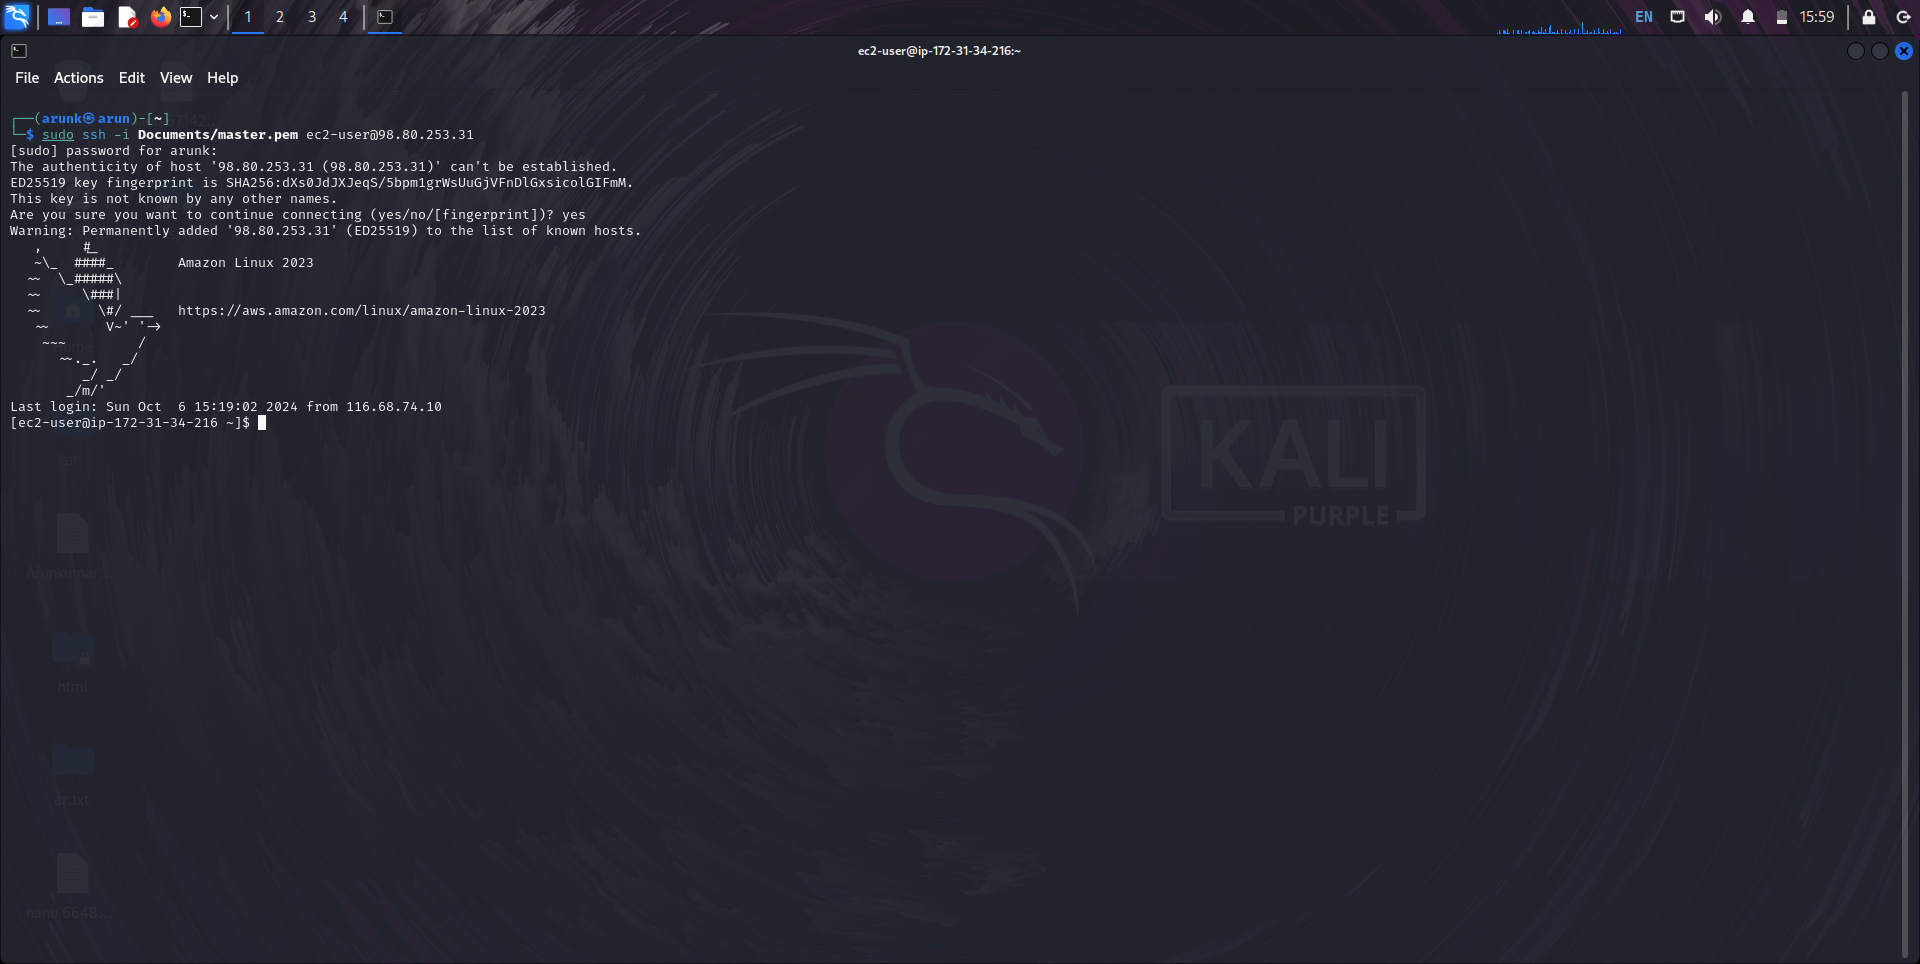 1 2 3 4
EN 15:59
ec2-user@ip-172-31-34-216:~
File Actions Edit View Help
┌──(arunk㉿arun)-[~]
└─$ sudo ssh -i Documents/master.pem ec2-user@98.80.253.31
[sudo] password for arunk:
The authenticity of host '98.80.253.31 (98.80.253.31)' can't be established.
ED25519 key fingerprint is SHA256:dXs0JdJXJeqS/5bpm1grWsUuGjVFnDlGxsicolGIFmM.
This key is not known by any other names.
Are you sure you want to continue connecting (yes/no/[fingerprint])? yes
Warning: Permanently added '98.80.253.31' (ED25519) to the list of known hosts.
   ,     #_
   ~\_  ####_        Amazon Linux 2023
  ~~  \_#####\
  ~~     \###|
  ~~       \#/ ___   https://aws.amazon.com/linux/amazon-linux-2023
   ~~       V~' '->
    ~~~         /
      ~~._.   _/
         _/ _/
       _/m/'
Last login: Sun Oct  6 15:19:02 2024 from 116.68.74.10
[ec2-user@ip-172-31-34-216 ~]$
KALI
PURPLE
Arunkumar...
html
ar.txt
nano.6648...